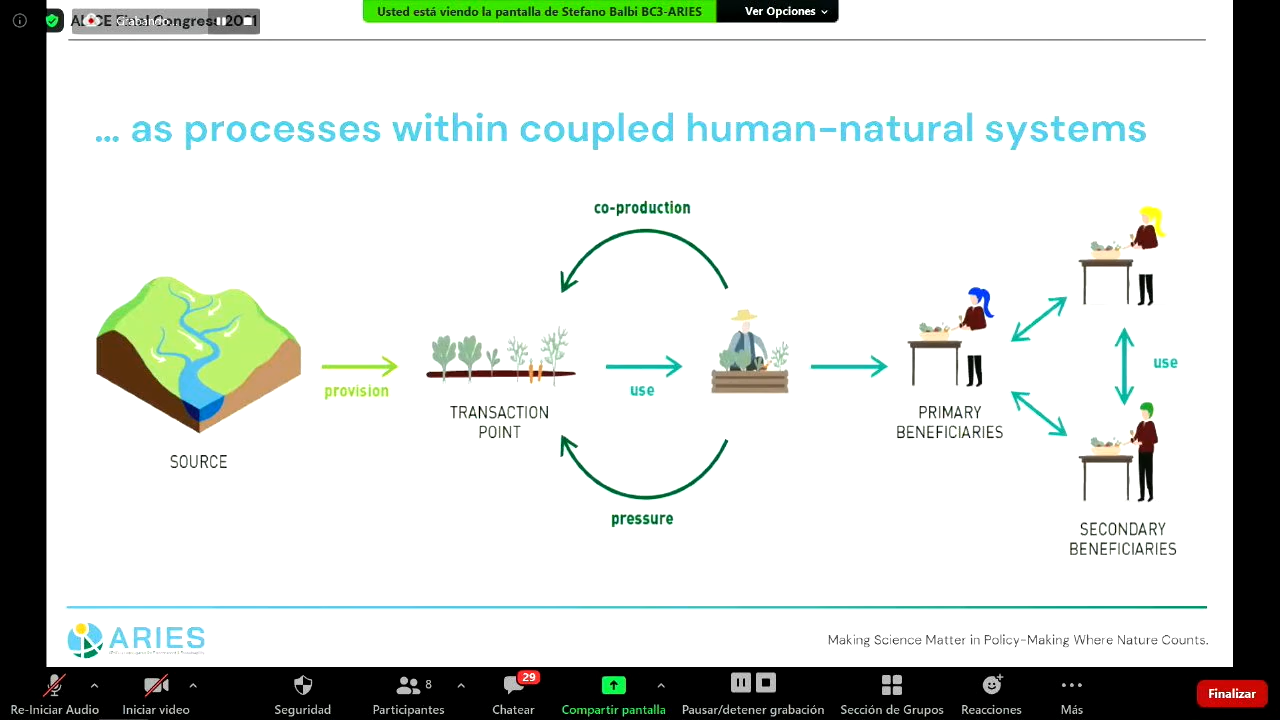 Usted está viendo la pantalla de Stefano Balbi BC3-ARIES
Ver Opciones
Congress 2021
Grabando
... as processes within coupled human-natural systems
co-production
provision
use
use
TRANSACTION
POINT
PRIMARY
BENEFICIARIES
SOURCE
pressure
SECONDARY
BENEFICIARIES
ARIES
Making Science Matter in Policy-Making Where Nature Counts.
8
29
Re-Iniciar Audio
Iniciar video
Seguridad
Participantes
Chatear
Compartir pantalla
Pausar/detener grabación
Sección de Grupos
Reacciones
Más
Finalizar